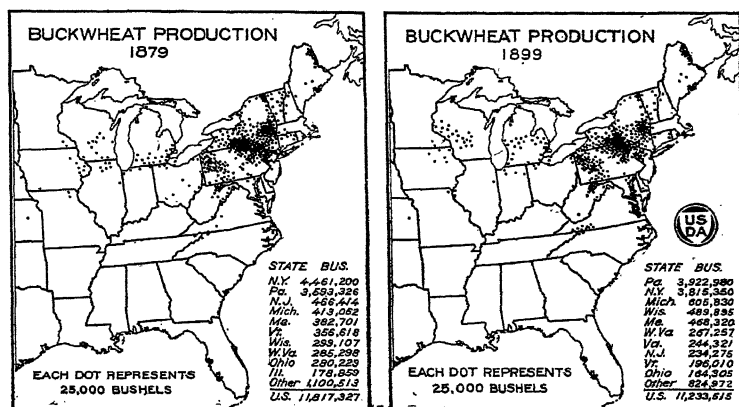 BUCKWHEAT PRODUCTION
1879
STATE BUS.
N.Y. 4,461,200
Pa. 3,593,326
N.J. 466,414
Mich. 413,062
Me. 382,701
Vt. 356,618
Wis. 299,107
W.Va. 285,298
Ohio 280,229
Ill. 178,859
Other 1,100,513
U.S. 11,817,327
EACH DOT REPRESENTS
25,000 BUSHELS
BUCKWHEAT PRODUCTION
1899
US
DA
STATE BUS.
Pa. 3,922,980
N.Y. 3,815,350
Mich. 605,830
Wis. 489,895
Me. 468,320
W.Va. 267,257
Va. 244,321
N.J. 234,275
Vt. 196,010
Ohio 164,305
Other 824,972
U.S. 11,233,515
EACH DOT REPRESENTS
25,000 BUSHELS